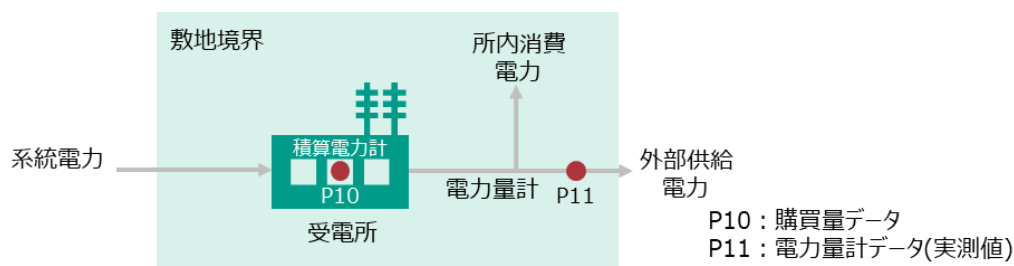 敷地境界
所内消費
電力
系統電力
積算電力計
P10
受電所
電力量計
P11
外部供給
電力
P10：購買量データ
P11：電力量計データ(実測値)